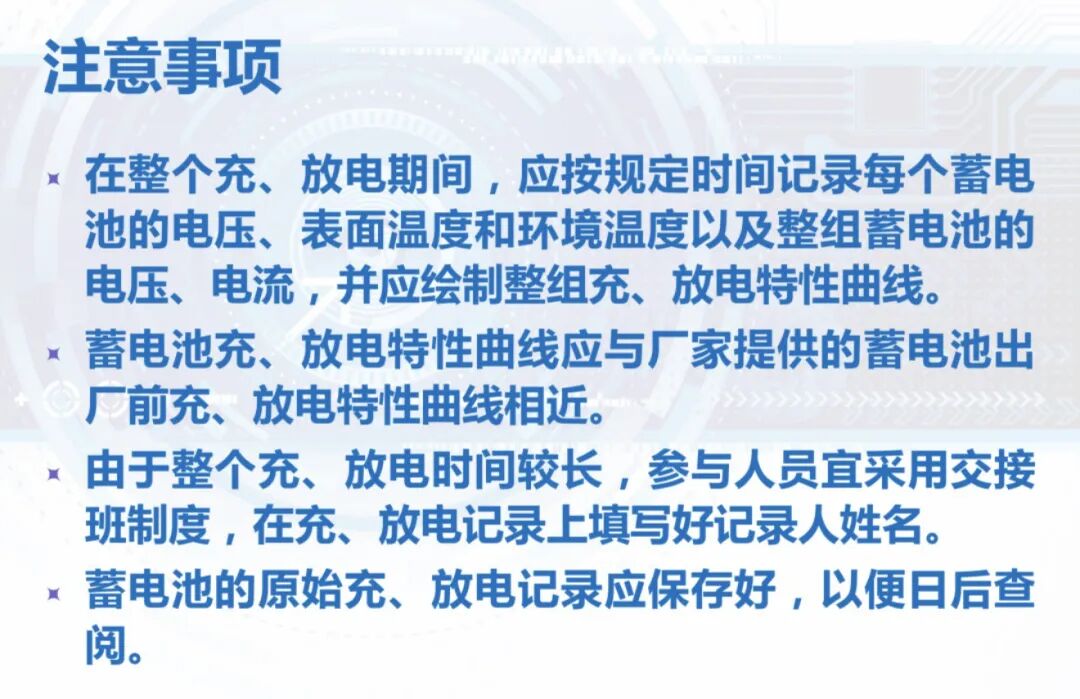 注意事项
在整个充、放电期间，应按规定时间记录每个蓄电
池的电压、表面温度和环境温度以及整组蓄电池的
电压、电流，并应绘制整组充、放电特性曲线。
蓄电池充、放电特性曲线应与厂家提供的蓄电池出
厂前充、放电特性曲线相近。
由于整个充、放电时间较长，参与人员宜采用交接
班制度，在充、放电记录上填写好记录人姓名。
蓄电池的原始充、放电记录应保存好，以便日后查
阅。